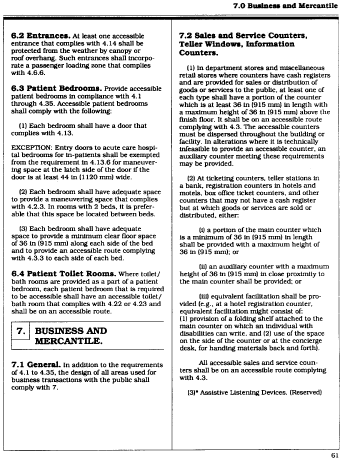 7.0 Business and Mercantile
6.2 Entrances. At least one accessible
entrance that complies with 4.14 shall be
protected from the weather by canopy or
roof overhang. Such entrances shall incorpo-
rate a passenger loading zone that complies
with 4.6.6.
6.3 Patient Bedrooms. Provide accessible
patient bedrooms in compliance with 4.1
through 4.35. Accessible patient bedrooms
shall comply with the following:
(1) Each bedroom shall have a door that
complies with 4.13.
EXCEPTION: Entry doors to acute care hospi-
tal bedrooms for in-patients shall be exempted
from the requirement in 4.13.6 for maneuver-
ing space at the latch side of the door if the
door is at least 44 in (1120 mm) wide.
(2) Each bedroom shall have adequate space
to provide a maneuvering space that complies
with 4.2.3. In rooms with 2 beds, it is prefer-
able that this space be located between beds.
(3) Each bedroom shall have adequate
space to provide a minimum clear floor space
of 36 in (915 mm) along each side of the bed
and to provide an accessible route complying
with 4.3.3 to each side of each bed.
6.4 Patient Toilet Rooms. Where toilet/
bath rooms are provided as a part of a patient
bedroom, each patient bedroom that is required
to be accessible shall have an accessible toilet/
bath room that complies with 4.22 or 4.23 and
shall be on an accessible route.
7. BUSINESS AND
MERCANTILE.
7.1 General. In addition to the requirements
of 4.1 to 4.35, the design of all areas used for
business transactions with the public shall
comply with 7.
7.2 Sales and Service Counters,
Teller Windows, Information
Counters.
(1) In department stores and miscellaneous
retail stores where counters have cash registers
and are provided for sales or distribution of
goods or services to the public, at least one of
each type shall have a portion of the counter
which is at least 36 in (915 mm) in length with
a maximum height of 36 in (915 mm) above the
finish floor. It shall be on an accessible route
complying with 4.3. The accessible counters
must be dispersed throughout the building or
facility. In alterations where it is technically
infeasible to provide an accessible counter, an
auxiliary counter meeting these requirements
may be provided.
(2) At ticketing counters, teller stations in
a bank, registration counters in hotels and
motels, box office ticket counters, and other
counters that may not have a cash register
but at which goods or services are sold or
distributed, either:
(i) a portion of the main counter which
is a minimum of 36 in (915 mm) in length
shall be provided with a maximum height of
36 in (915 mm); or
(ii) an auxiliary counter with a maximum
height of 36 in (915 mm) in close proximity to
the main counter shall be provided; or
(iii) equivalent facilitation shall be pro-
vided (e.g., at a hotel registration counter,
equivalent facilitation might consist of:
(1) provision of a folding shelf attached to the
main counter on which an individual with
disabilities can write, and (2) use of the space
on the side of the counter or at the concierge
desk, for handing materials back and forth).
All accessible sales and service coun-
ters shall be on an accessible route complying
with 4.3.
(3)* Assistive Listening Devices. (Reserved)
61